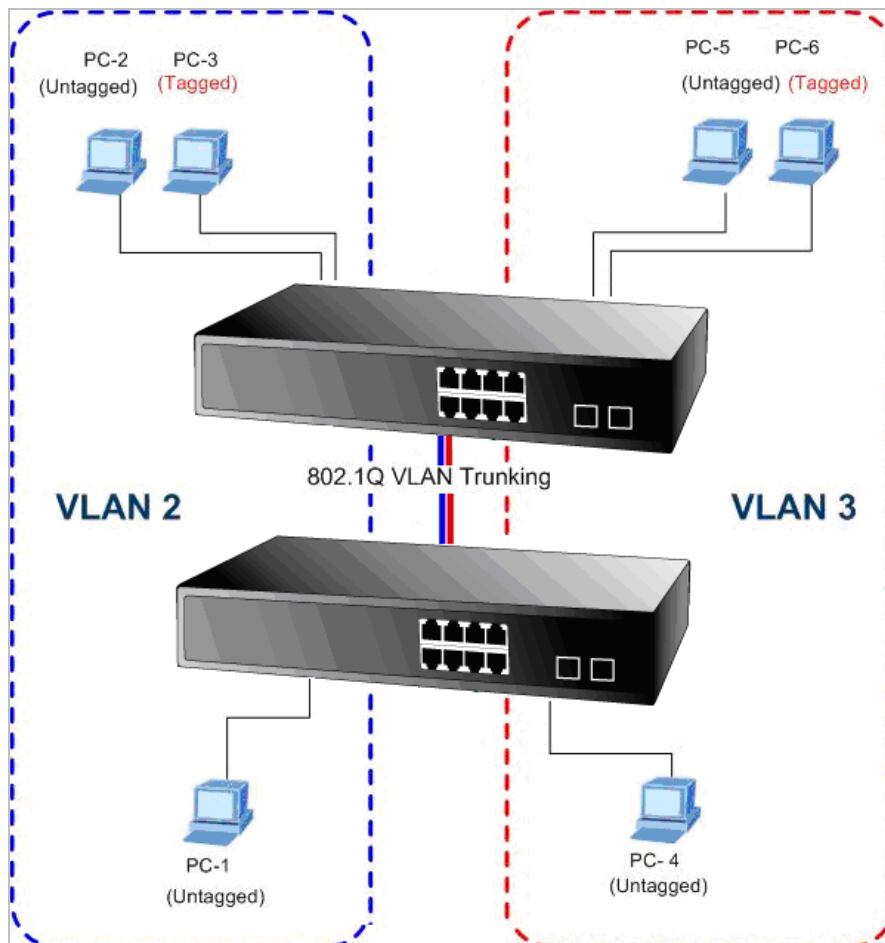 PC-2 PC-3
(Untagged) (Tagged)
PC-5 PC-6
(Untagged) (Tagged)
802.1Q VLAN Trunking
VLAN 2
VLAN 3
PC-1
(Untagged)
PC- 4
(Untagged)